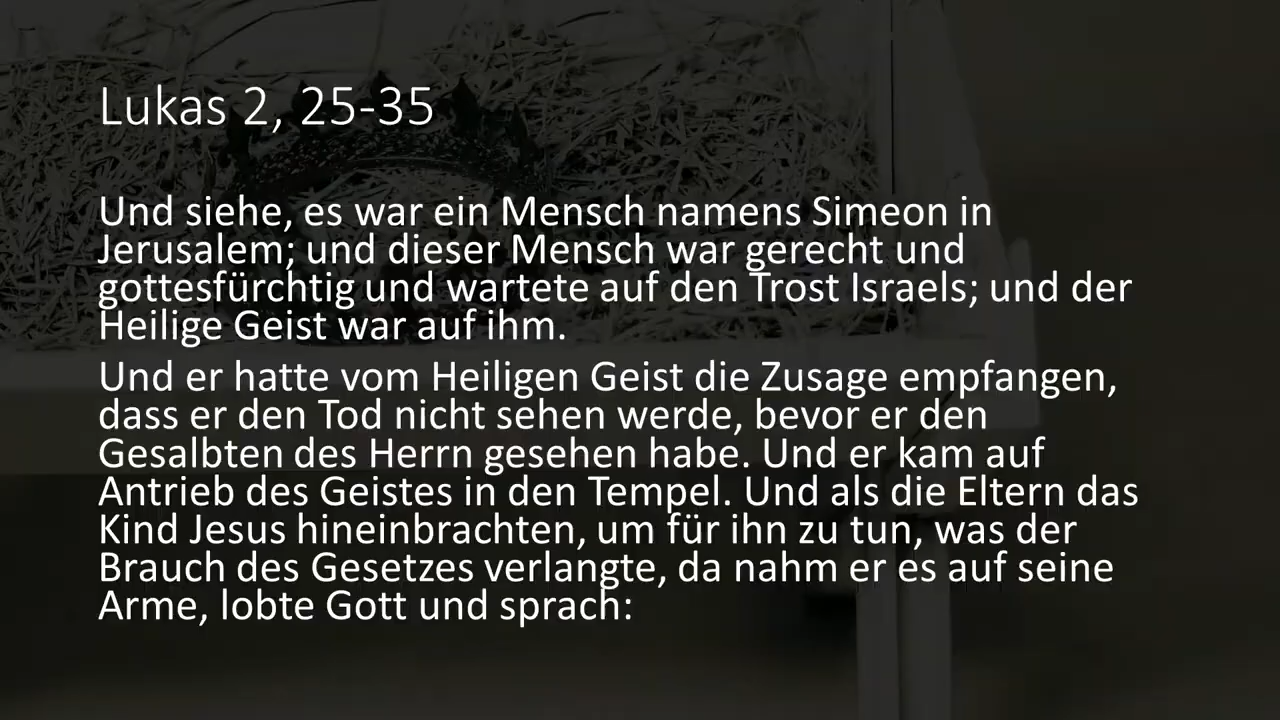 Lukas 2, 25-35
Und siehe, es war ein Mensch namens Simeon in
Jerusalem; und dieser Mensch war gerecht und
gottesfürchtig und wartete auf den Trost Israels; und der
Heilige Geist war auf ihm.
Und er hatte vom Heiligen Geist die Zusage empfangen,
dass er den Tod nicht sehen werde, bevor er den
Gesalbten des Herrn gesehen habe. Und er kam auf
Antrieb des Geistes in den Tempel. Und als die Eltern das
Kind Jesus hineinbrachten, um für ihn zu tun, was der
Brauch des Gesetzes verlangte, da nahm er es auf seine
Arme, lobte Gott und sprach: